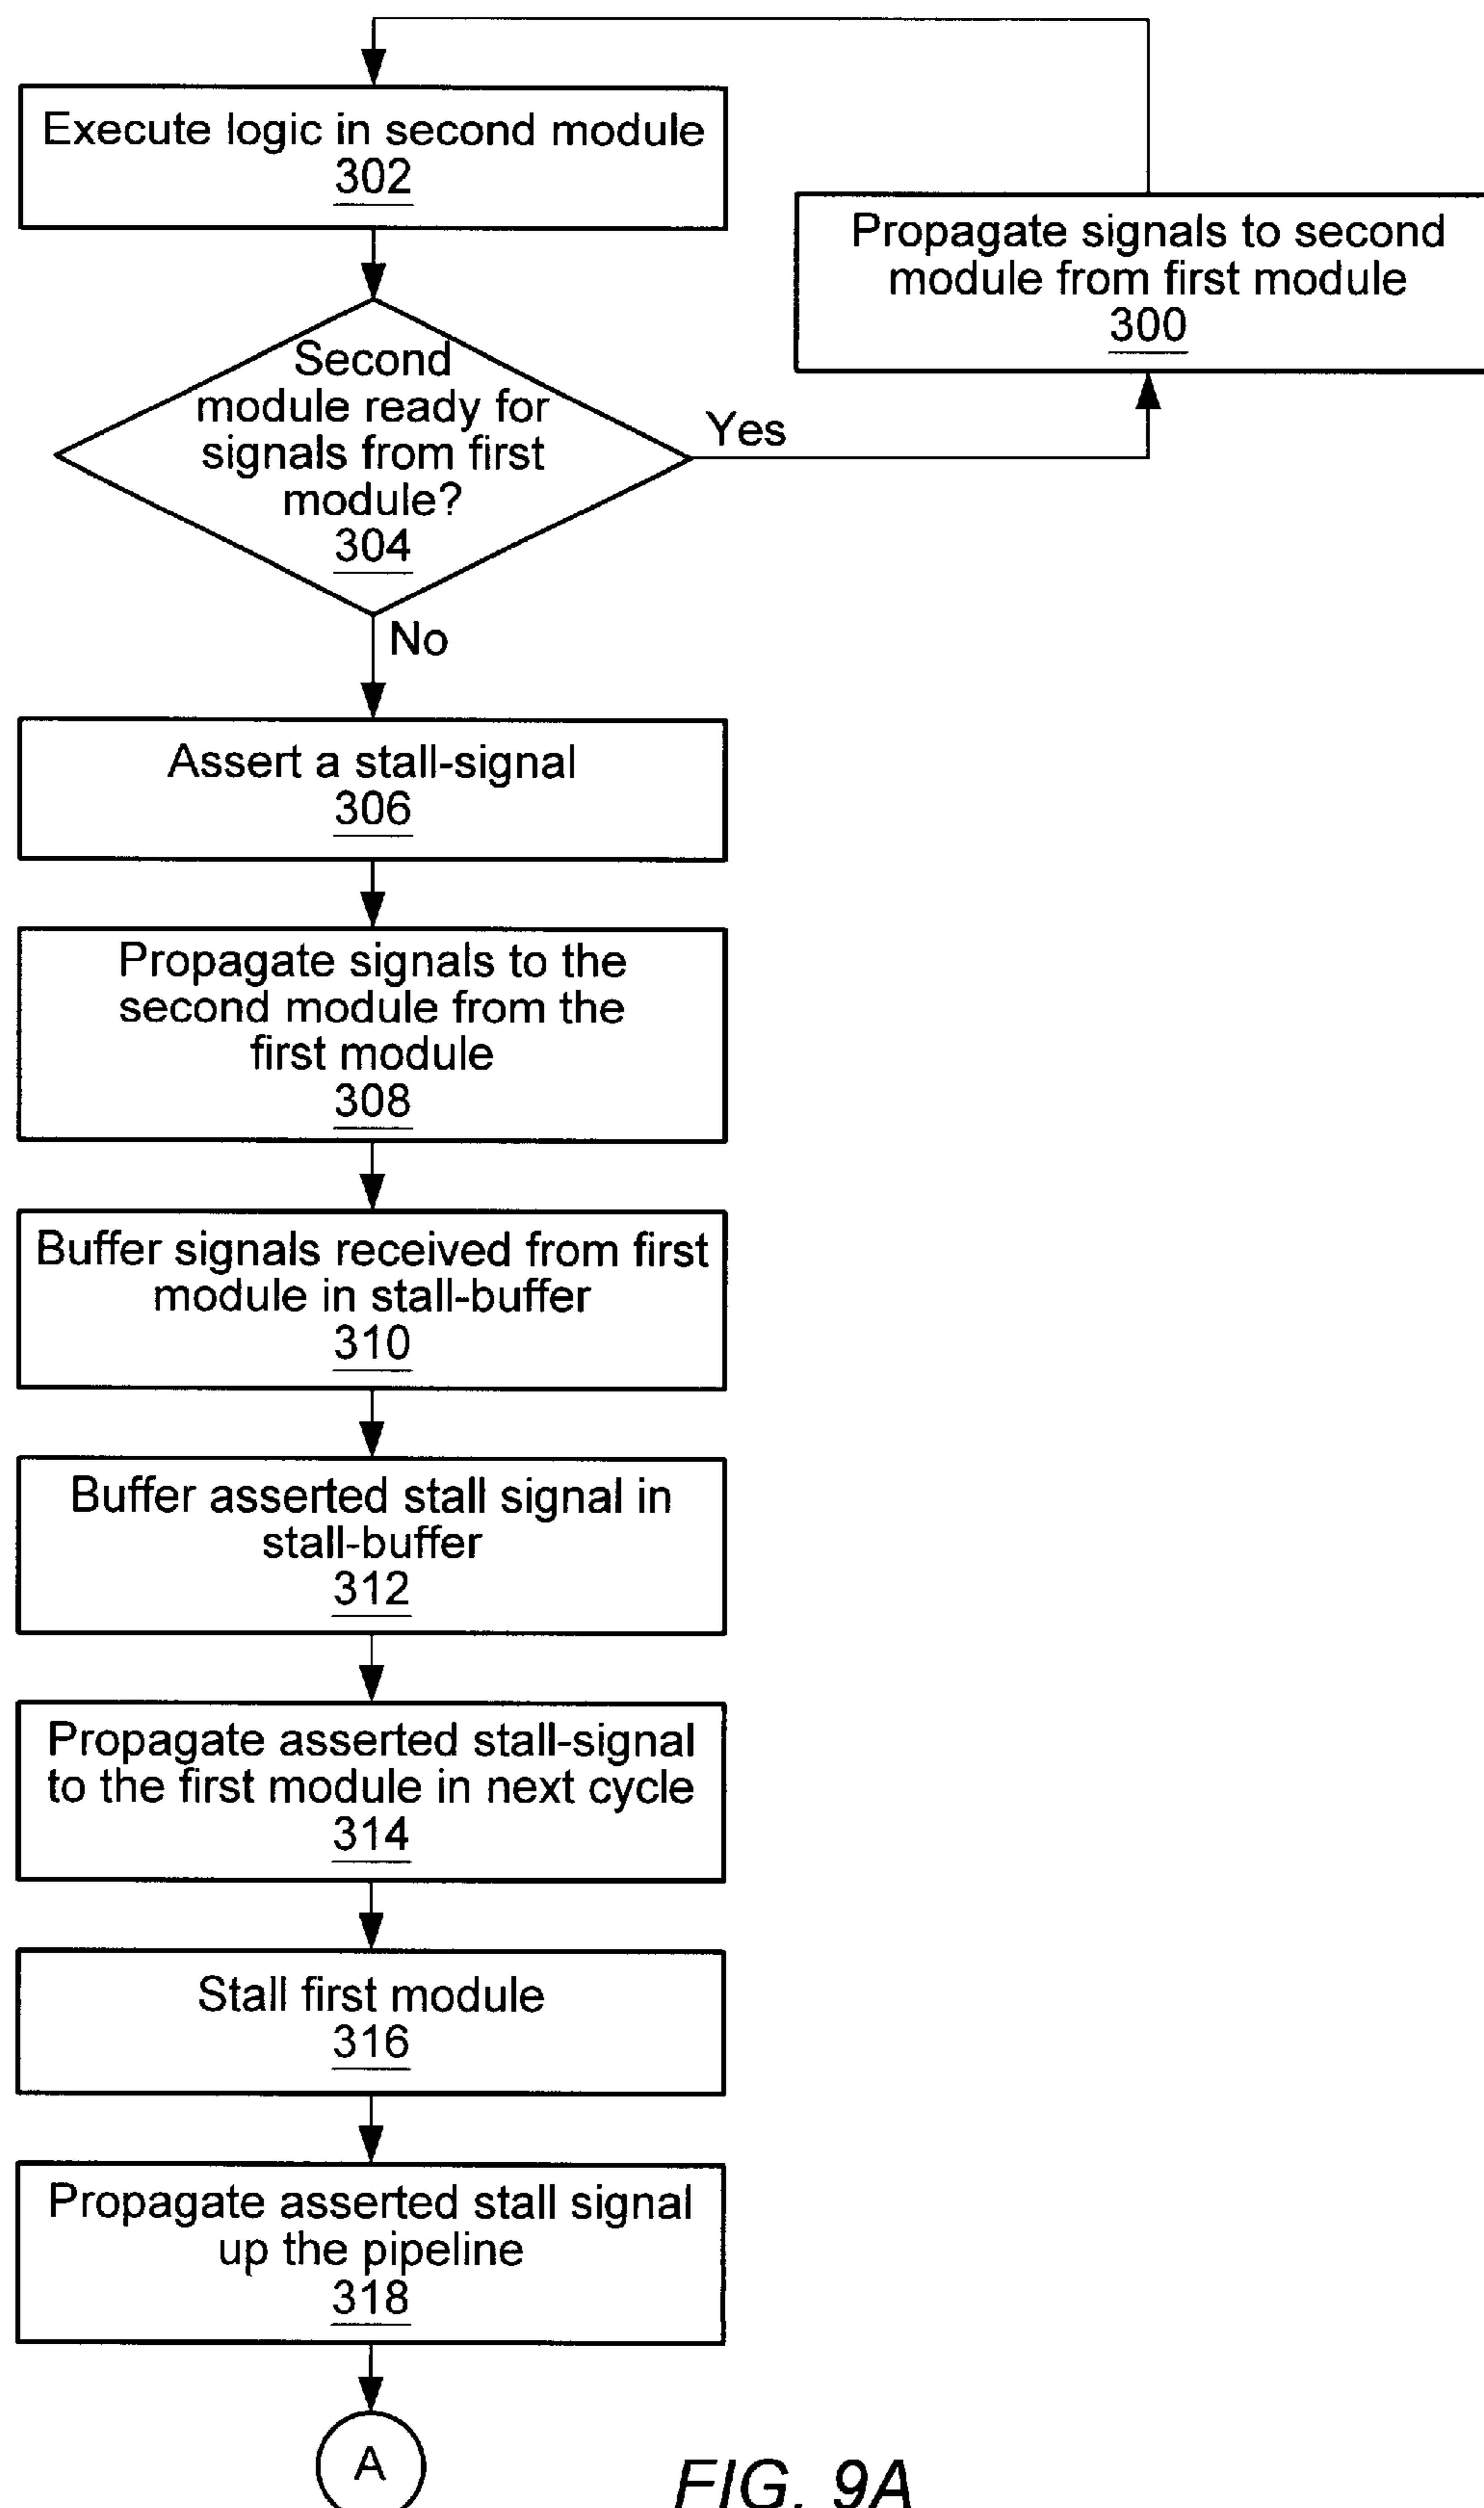 Execute logic in second module
302
Propagate signals to second
module from first module
300
Second
module ready for
signals from first
module?
304
Yes
No
Assert a stall-signal
306
Propagate signals to the
second module from the
first module
308
Buffer signals received from first
module in stall-buffer
310
Buffer asserted stall signal in
stall-buffer
312
Propagate asserted stall-signal
to the first module in next cycle
314
Stall first module
316
Propagate asserted stall signal
up the pipeline
318
A
FIG. 9A